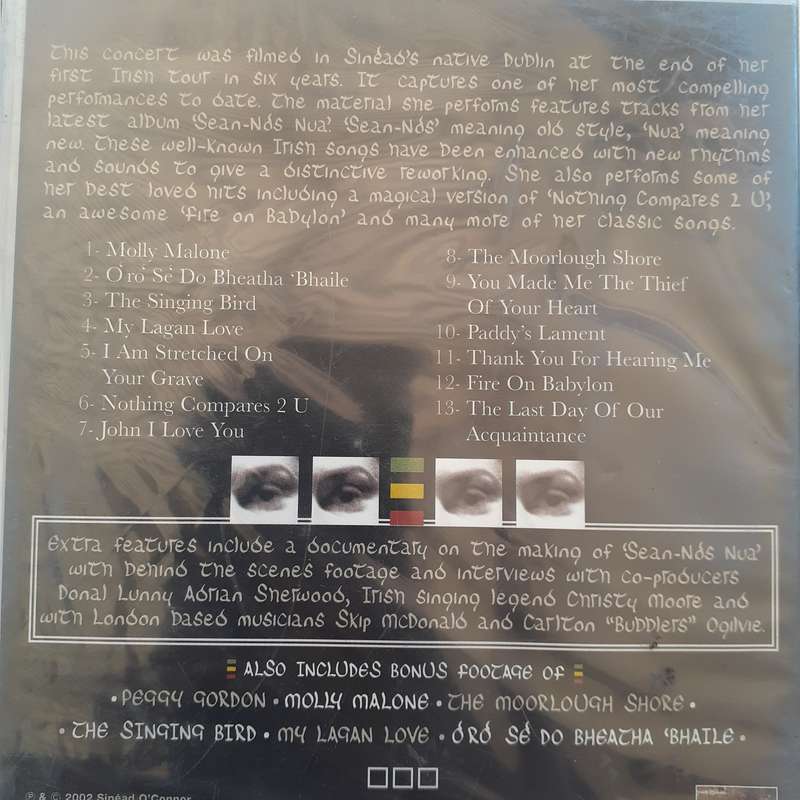 This concert was filmed in Sinéad's native Dublin at the end of her
first Irish tour in six years. It captures one of her most compelling
performances to date. The material she performs features tracks from her
latest album 'Sean-Nós Nua'. 'Sean-Nós' meaning old style, 'Nua' meaning
new. These well-known Irish songs have been enhanced with new rhythms
and sounds to give a distinctive reworking. She also performs some of
her best loved hits including a magical version of 'Nothing Compares 2 U',
an awesome 'Fire on Babylon' and many more of her classic songs.
1- Molly Malone
2- Óró Sé Do Bheatha 'Bhaile
3- The Singing Bird
4- My Lagan Love
5- I Am Stretched On
Your Grave
6- Nothing Compares 2 U
7- John I Love You
8- The Moorlough Shore
9- You Made Me The Thief
Of Your Heart
10- Paddy's Lament
11- Thank You For Hearing Me
12- Fire On Babylon
13- The Last Day Of Our
Acquaintance
Extra features include a documentary on the making of 'Sean-Nós Nua'
with behind the scenes footage and interviews with co-producers
Donal Lunny Adrian Sherwood, Irish singing legend Christy Moore and
with London based musicians Skip McDonald and Carlton "Bubblers" Ogilvie.
ALSO INCLUDES BONUS FOOTAGE OF
• PEGGY GORDON • MOLLY MALONE • THE MOORLOUGH SHORE •
• THE SINGING BIRD • MY LAGAN LOVE • ÓRÓ SÉ DO BHEATHA 'BHAILE •
℗ & © 2002 Sinéad O'Connor